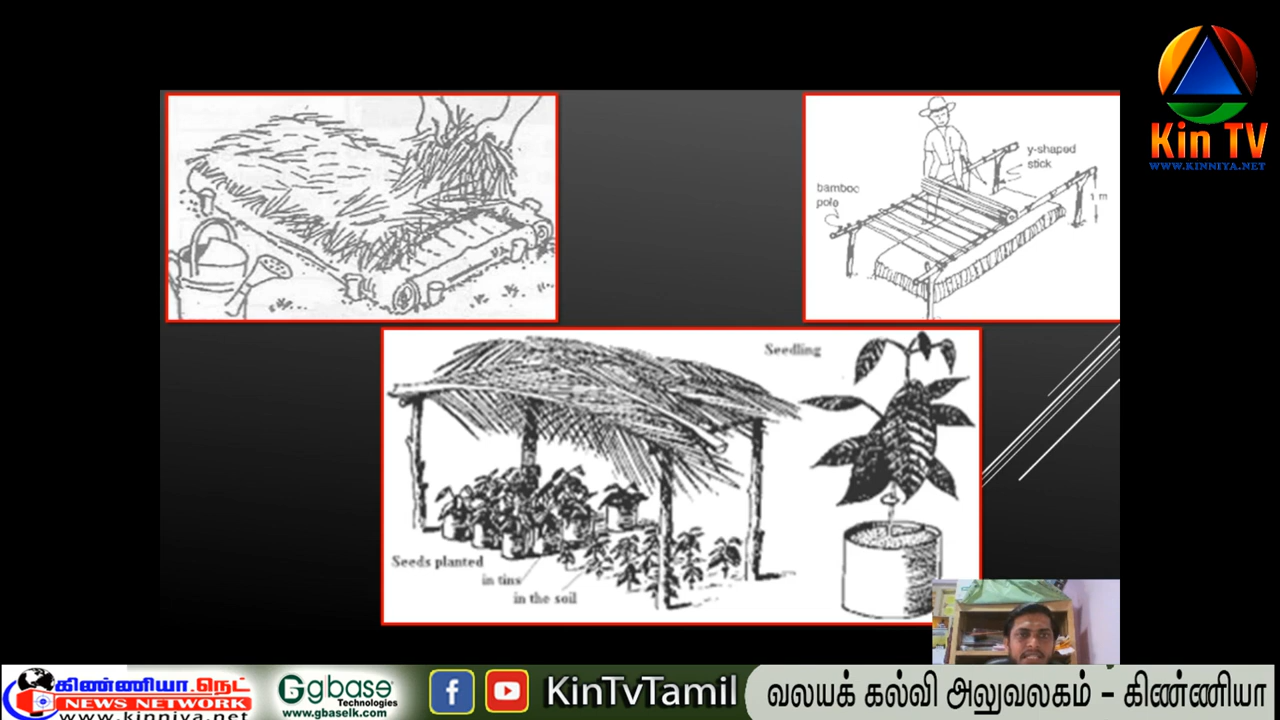 Kin TV
WWW.KINNIYA.NET
y-shaped
stick
bamboo
pole
1 m
Seedling
Seeds planted
in tins
in the soil
கிண்ணியா.நெட்
NEWS NETWORK
www.kinniya.net
Ggbase
Technologies
www.gbaselk.com
KinTvTamil
வலயக் கல்வி அலுவலகம் - கிண்ணியா